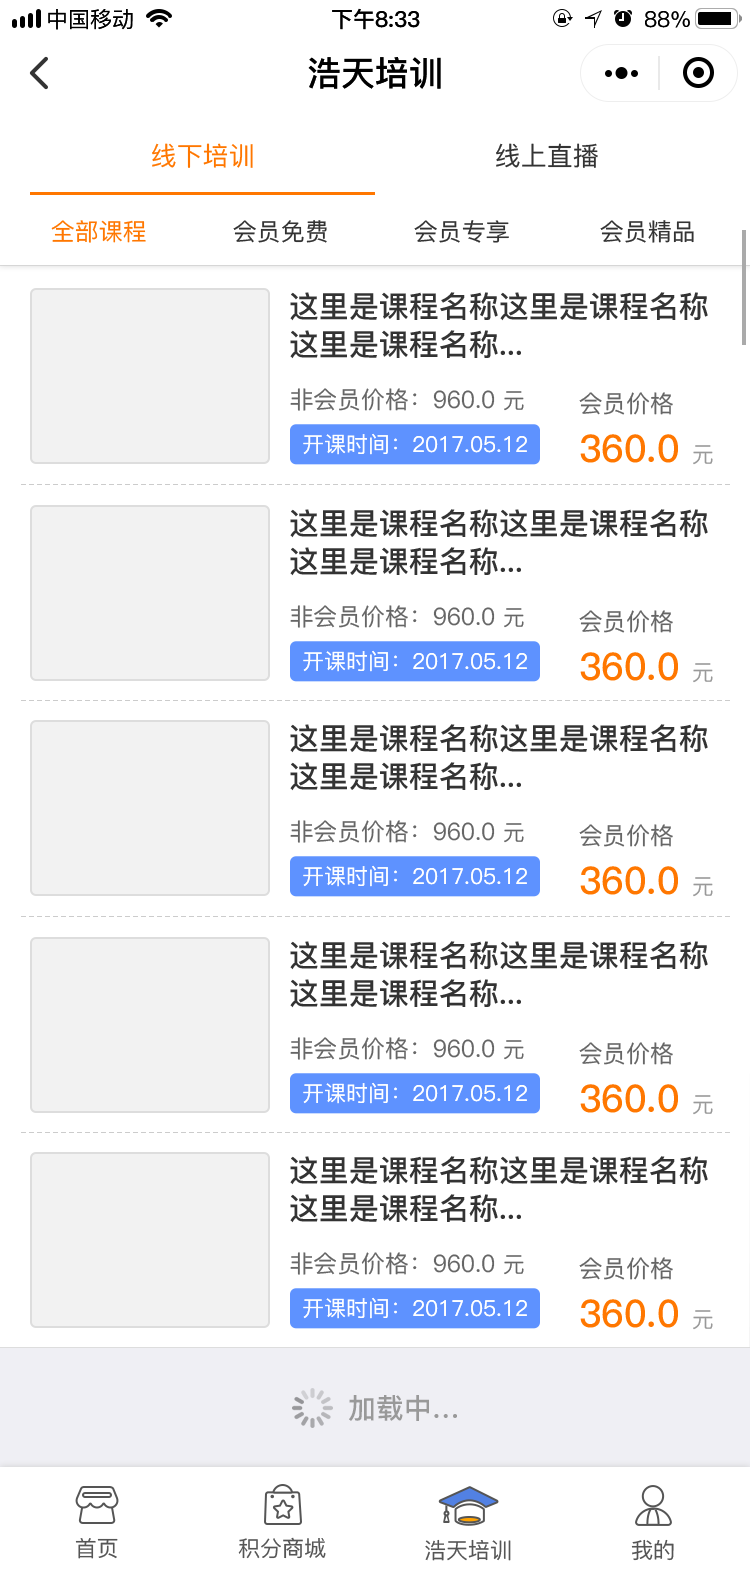 中国移动 下午8:33 88%
浩天培训
线下培训 线上直播
全部课程 会员免费 会员专享 会员精品
这里是课程名称这里是课程名称
这里是课程名称...
非会员价格：960.0 元 会员价格
开课时间：2017.05.12 360.0 元
这里是课程名称这里是课程名称
这里是课程名称...
非会员价格：960.0 元 会员价格
开课时间：2017.05.12 360.0 元
这里是课程名称这里是课程名称
这里是课程名称...
非会员价格：960.0 元 会员价格
开课时间：2017.05.12 360.0 元
这里是课程名称这里是课程名称
这里是课程名称...
非会员价格：960.0 元 会员价格
开课时间：2017.05.12 360.0 元
这里是课程名称这里是课程名称
这里是课程名称...
非会员价格：960.0 元 会员价格
开课时间：2017.05.12 360.0 元
加载中...
首页 积分商城 浩天培训 我的